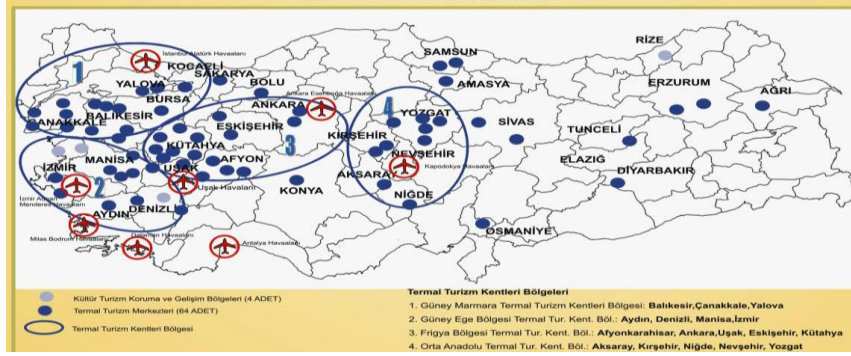 RİZE
İstanbul Atatürk Havaalanı
SAMSUN
1
KOCAELİ
SAKARYA
BOLU
AMASYA
ERZURUM
AĞRI
YALOVA
Ankara Esenboğa Havaalanı
BURSA
ANKARA
4
YOZGAT
SİVAS
BALIKESİR
ÇANAKKALE
ESKİŞEHİR
KIRŞEHİR
TUNCELİ
KÜTAHYA
3
NEVŞEHİR
MANİSA
AFYON
ELAZIĞ
İZMİR
UŞAK
AKSARAY
Kapodokya Havaalanı
DİYARBAKIR
2
Uşak Havalanı
KONYA
NİĞDE
İzmir Adnan
Menderes Havaalanı
AYDIN
DENİZLİ
OSMANİYE
Milas Bodrum Havaalanı
Dalaman Havaalanı
Antalya Havaalanı
Kültür Turizm Koruma ve Gelişim Bölgeleri (4 ADET)
Termal Turizm Merkezleri (64 ADET)
Termal Turizm Kentleri Bölgesi
Termal Turizm Kentleri Bölgeleri
1. Güney Marmara Termal Turizm Kentleri Bölgesi: Balıkesir,Çanakkale,Yalova
2. Güney Ege Bölgesi Termal Tur. Kent. Böl.: Aydın, Denizli, Manisa,İzmir
3. Frigya Bölgesi Termal Tur. Kent. Böl.: Afyonkarahisar, Ankara,Uşak, Eskişehir, Kütahya
4. Orta Anadolu Termal Tur. Kent. Böl.: Aksaray, Kırşehir, Niğde, Nevşehir, Yozgat